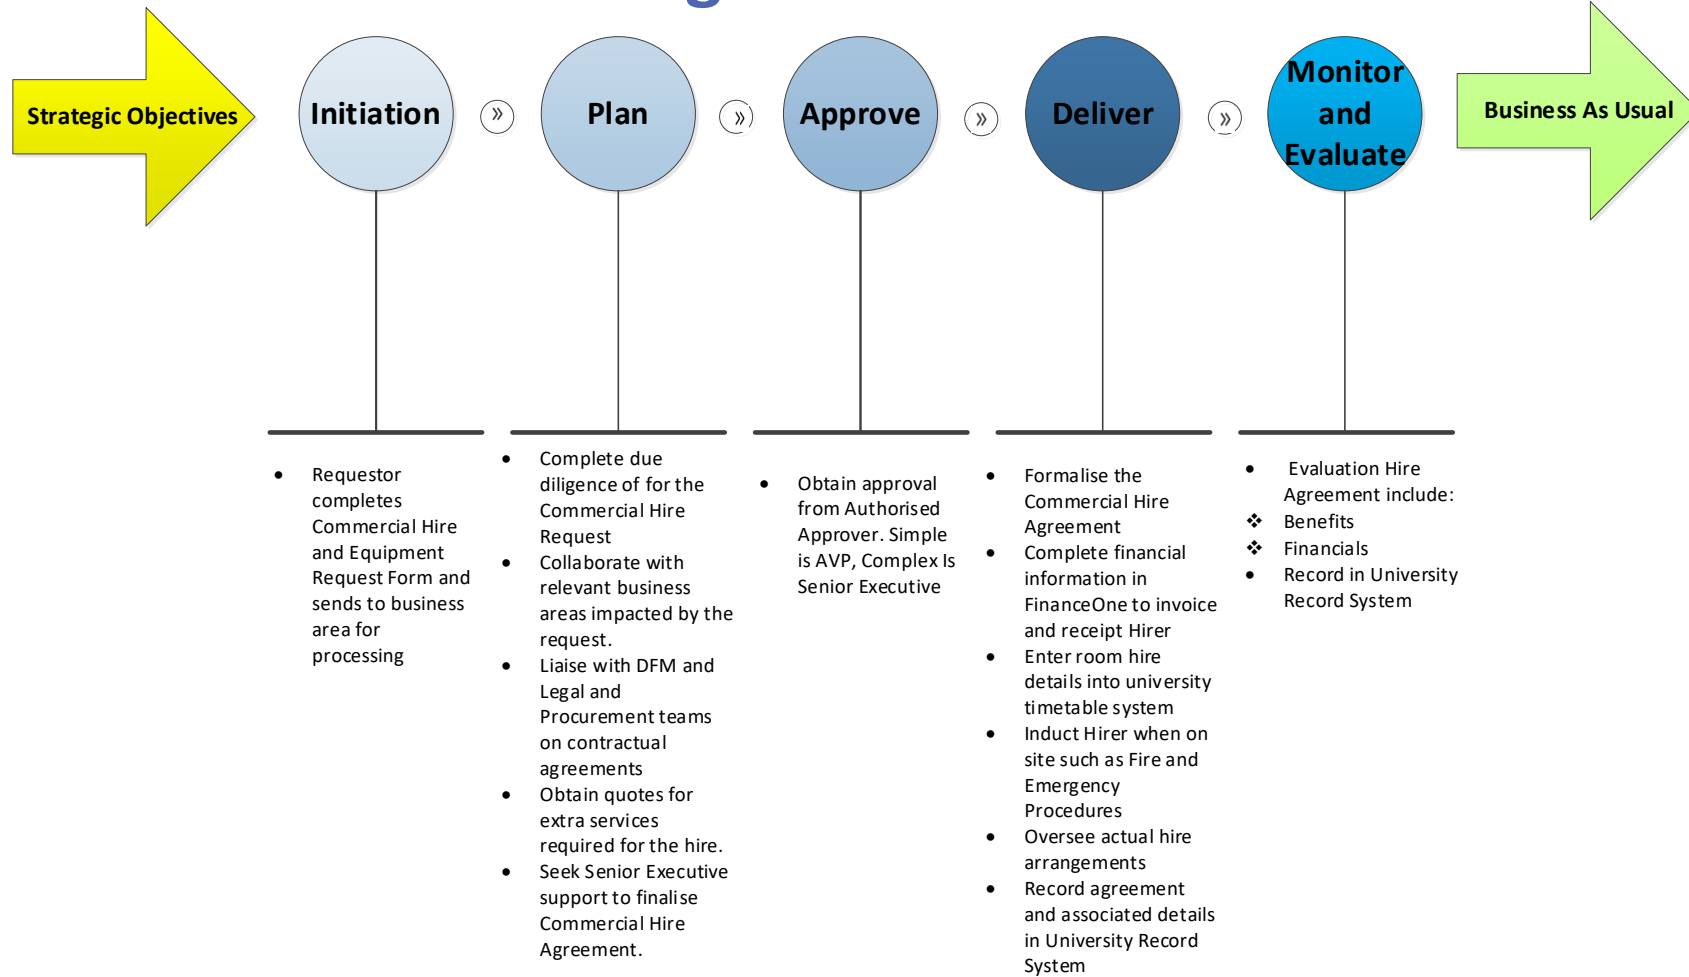 Strategic Objectives
Initiation
»
Plan
»
Approve
»
Deliver
»
Monitor
and
Evaluate
Business As Usual
• Requestor
completes
Commercial Hire
and Equipment
Request Form and
sends to business
area for
processing
• Complete due
diligence of for the
Commercial Hire
Request
• Collaborate with
relevant business
areas impacted by the
request.
• Liaise with DFM and
Legal and
Procurement teams
on contractual
agreements
• Obtain quotes for
extra services
required for the hire.
• Seek Senior Executive
support to finalise
Commercial Hire
Agreement.
• Obtain approval
from Authorised
Approver. Simple
is AVP, Complex Is
Senior Executive
• Formalise the
Commercial Hire
Agreement
• Complete financial
information in
FinanceOne to invoice
and receipt Hirer
• Enter room hire
details into university
timetable system
• Induct Hirer when on
site such as Fire and
Emergency
Procedures
• Oversee actual hire
arrangements
• Record agreement
and associated details
in University Record
System
• Evaluation Hire
Agreement include:
❖ Benefits
❖ Financials
• Record in University
Record System